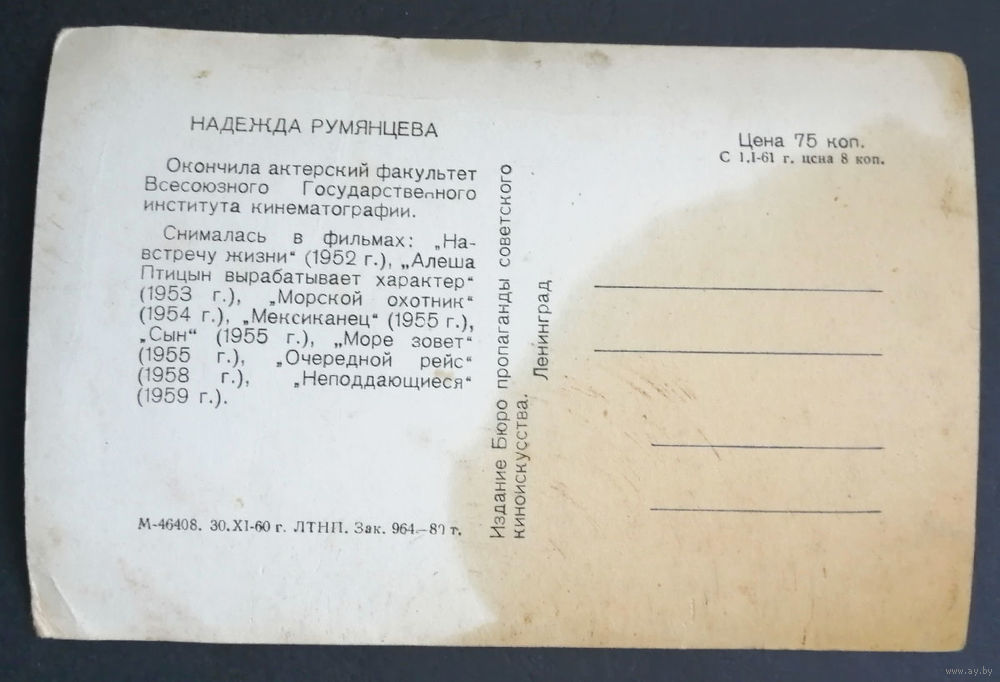 НАДЕЖДА РУМЯНЦЕВА
Окончила актерский факультет
Всесоюзного Государственного
института кинематографии.
Снималась в фильмах: „На-
встречу жизни“ (1952 г.), „Алеша
Птицын вырабатывает характер“
(1953 г.), „Морской охотник“
(1954 г.), „Мексиканец“ (1955 г.),
„Сын“ (1955 г.), „Море зовет“
(1955 г.), „Очередной рейс“
(1958 г.), „Неподдающиеся“
(1959 г.).
М-46408. 30.XI-60 г. ЛТНП. Зак. 964—80 т.
Издание Бюро пропаганды советского
киноискусства. Ленинград
Цена 75 коп.
С 1.I-61 г. цена 8 коп.
www.ay.by